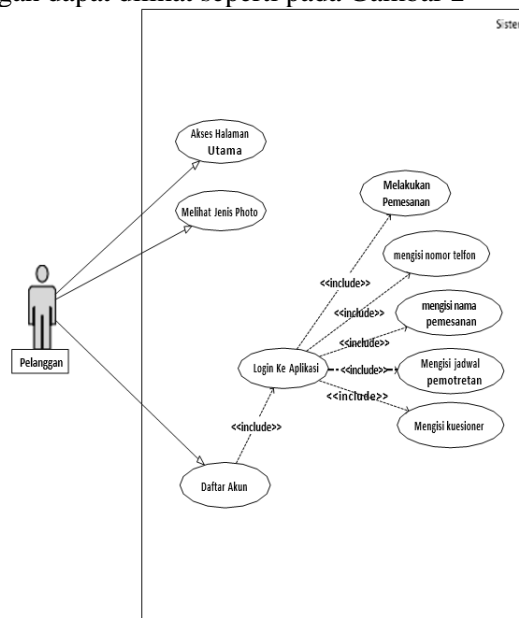 gan dapat dilihat seperti pada Gambar 2
Sister
Akses Halaman
Utama
Melihat Jenis Photo
Pelanggan
Melakukan
Pemesanan
mengisi nomor telfon
<<include>>
mengisi nama
pemesanan
<<include>>
<<include>>
Login Ke Aplikasi
<<include>>
Mengisi jadwal
pemotretan
<<include>>
Mengisi kuesioner
<<include>>
Daftar Akun